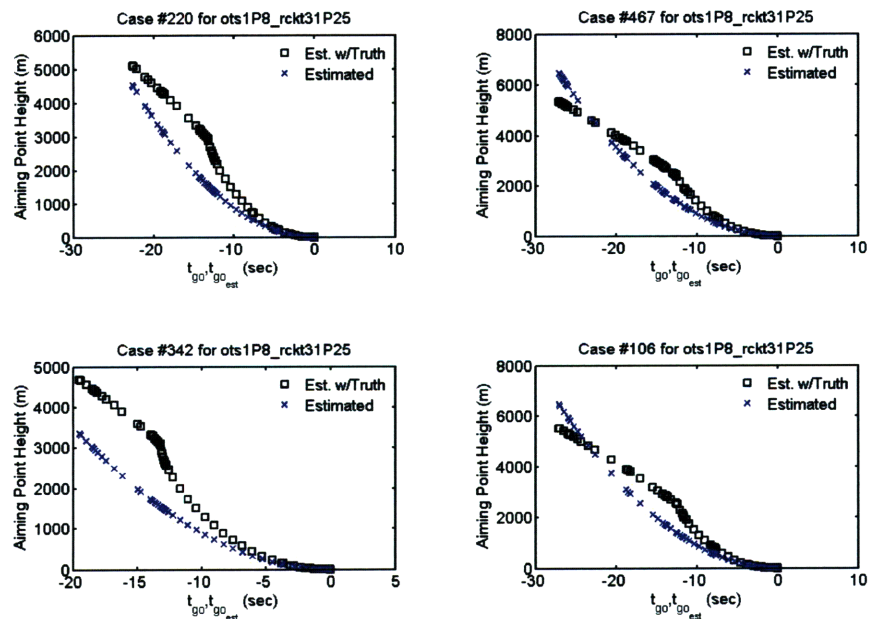 Case #220 for ots1P8_rckt31P25
Aiming Point Height (m)
6000
5000
4000
3000
2000
1000
0
□ Est. w/Truth
× Estimated
-30 -20 -10 0 10
t_go,t_go_est (sec)
Case #467 for ots1P8_rckt31P25
Aiming Point Height (m)
8000
6000
4000
2000
0
□ Est. w/Truth
× Estimated
-30 -20 -10 0 10
t_go,t_go_est (sec)
Case #342 for ots1P8_rckt31P25
Aiming Point Height (m)
5000
4000
3000
2000
1000
0
□ Est. w/Truth
× Estimated
-20 -15 -10 -5 0 5
t_go,t_go_est (sec)
Case #106 for ots1P8_rckt31P25
Aiming Point Height (m)
8000
6000
4000
2000
0
□ Est. w/Truth
× Estimated
-30 -20 -10 0 10
t_go,t_go_est (sec)